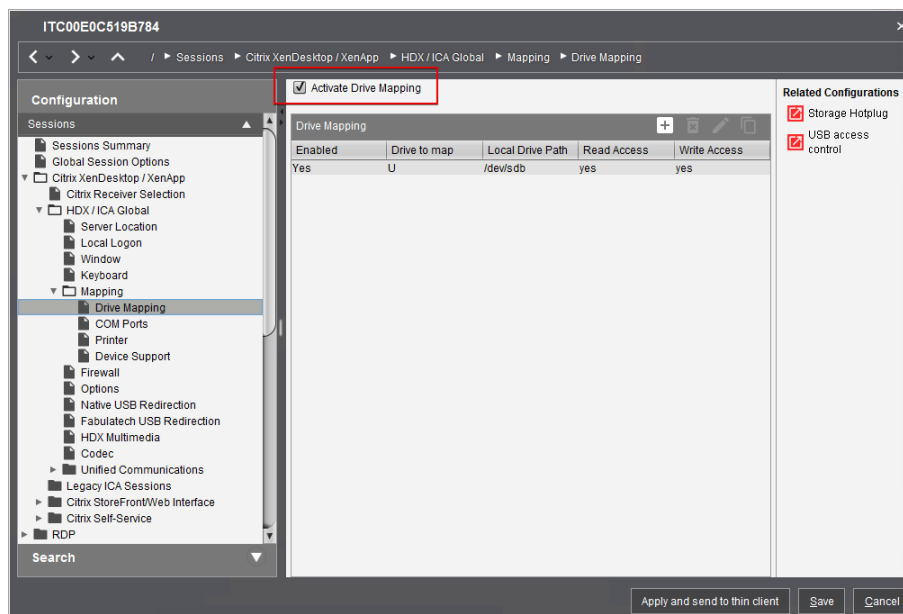 ITC00E0C519B784
/ Sessions Citrix XenDesktop / XenApp HDX / ICA Global Mapping Drive Mapping
Configuration
Sessions
Sessions Summary
Global Session Options
Citrix XenDesktop / XenApp
Citrix Receiver Selection
HDX / ICA Global
Server Location
Local Logon
Window
Keyboard
Mapping
Drive Mapping
COM Ports
Printer
Device Support
Firewall
Options
Native USB Redirection
Fabulatech USB Redirection
HDX Multimedia
Codec
Unified Communications
Legacy ICA Sessions
Citrix StoreFront/Web Interface
Citrix Self-Service
RDP
Search
Activate Drive Mapping
Drive Mapping
Enabled Drive to map Local Drive Path Read Access Write Access
Yes U /dev/sdb yes yes
Related Configurations
Storage Hotplug
USB access
control
Apply and send to thin client Save Cancel